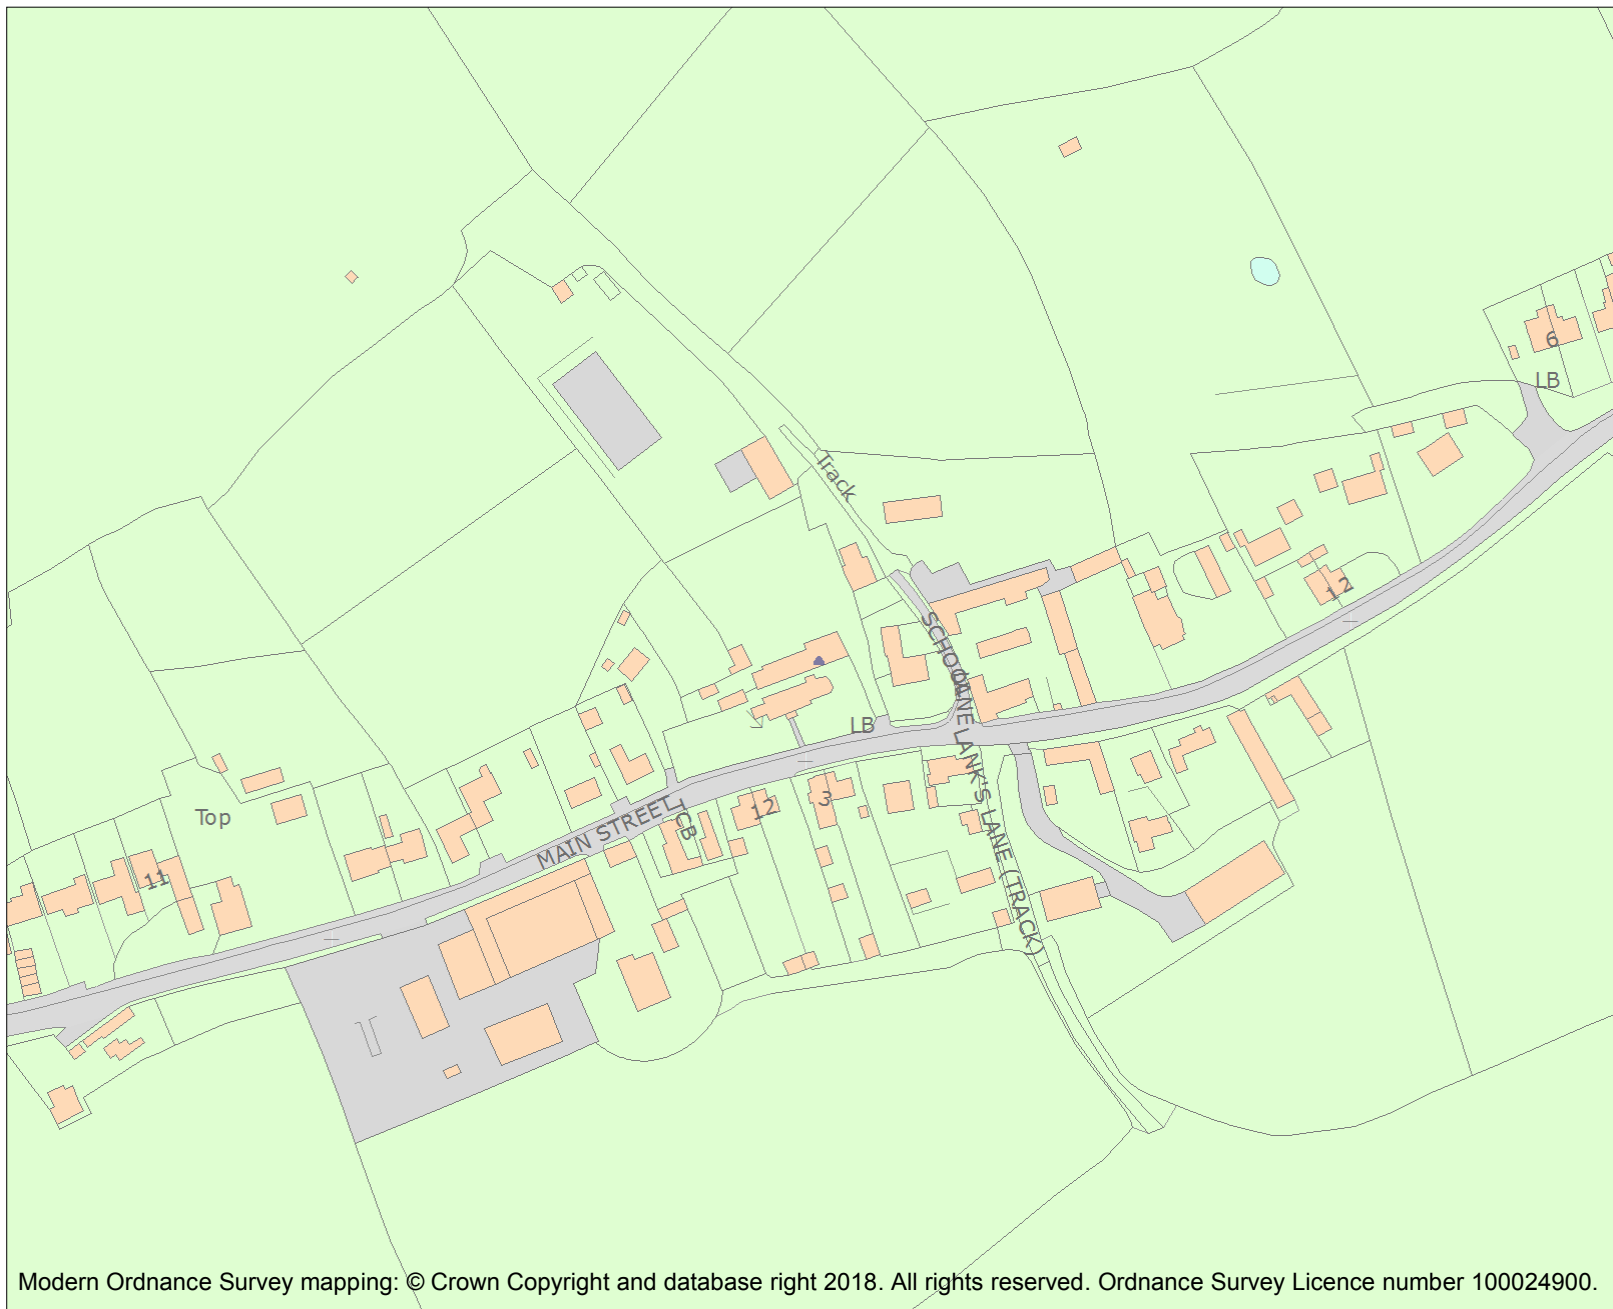 6
LB
Track
12
SCHOOL LANE
LB
LANK'S LANE (TRACK)
12
3
TCB
MAIN STREET
Top
11
Modern Ordnance Survey mapping: © Crown Copyright and database right 2018. All rights reserved. Ordnance Survey Licence number 100024900.